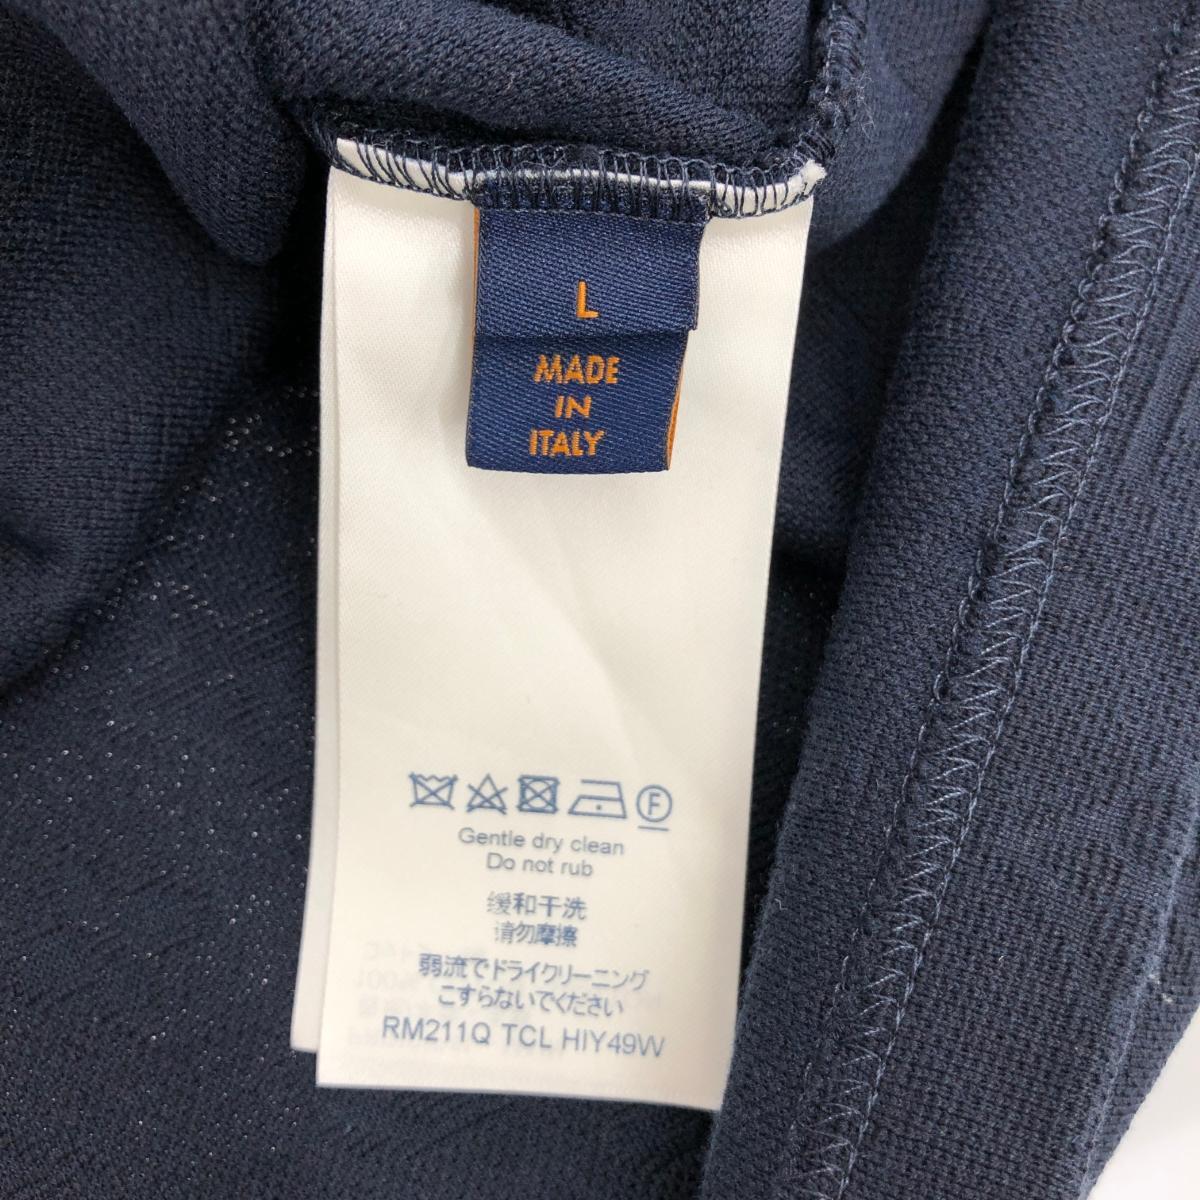 L
MADE
IN
ITALY
F
Gentle dry clean
Do not rub
缓和干洗
请勿摩擦
弱流でドライクリーニング
こすらないでください
RM211Q TCL HIY49W